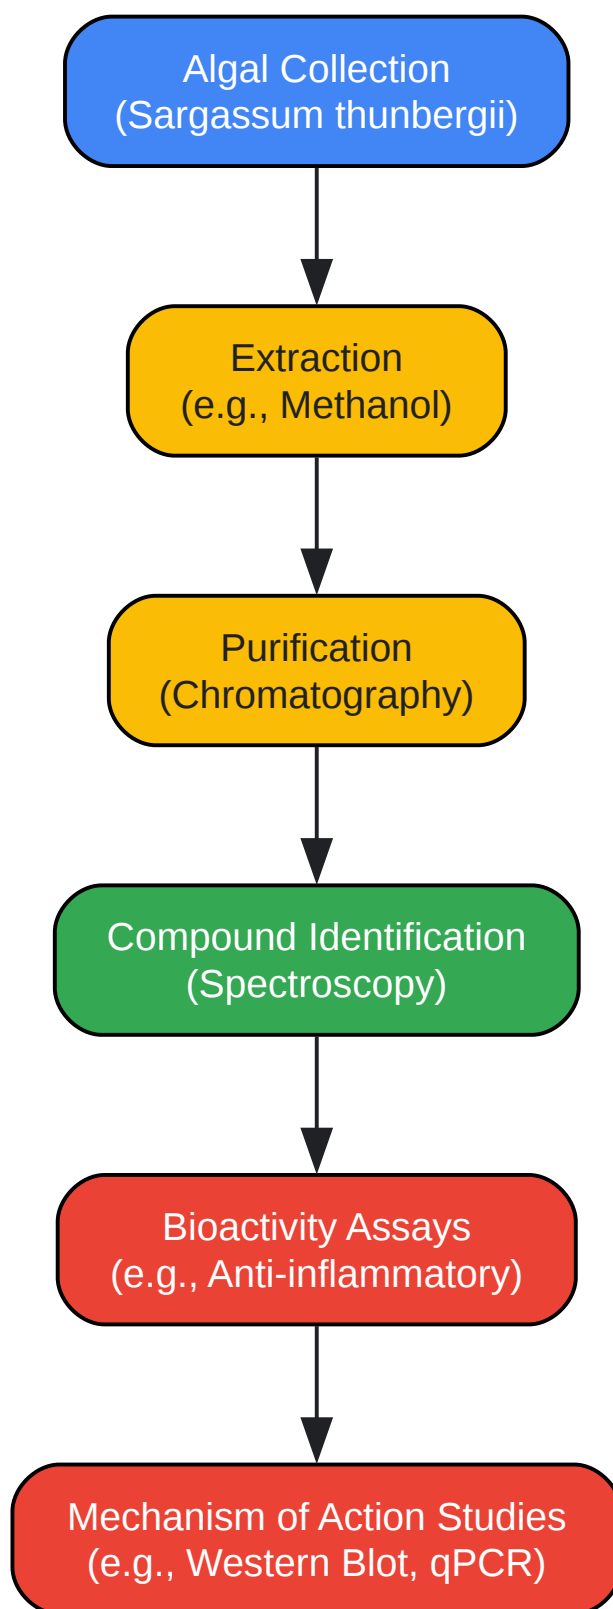 Algal Collection
(Sargassum thunbergii)
Extraction
(e.g., Methanol)
Purification
(Chromatography)
Compound Identification
(Spectroscopy)
Bioactivity Assays
(e.g., Anti-inflammatory)
Mechanism of Action Studies
(e.g., Western Blot, qPCR)